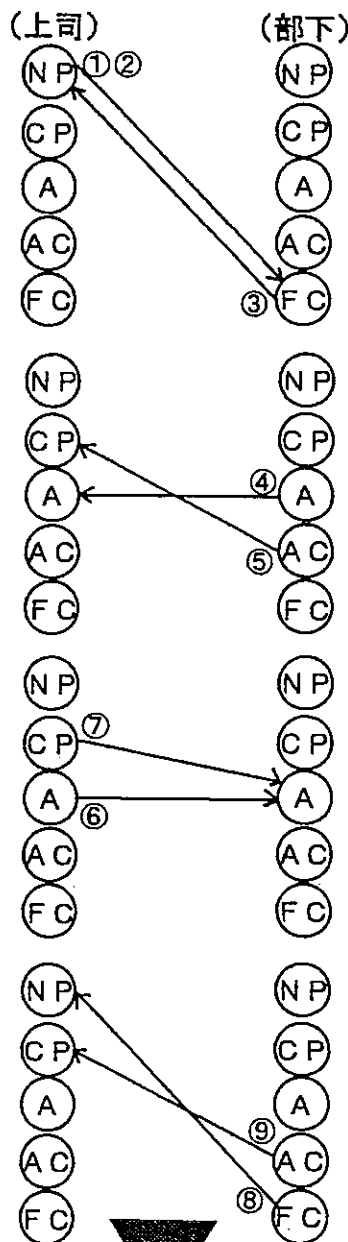 (上司) (部下)
NP ① ② NP
CP CP
A A
AC AC
FC ③ FC
NP NP
CP CP
A ④ A
AC ⑤ AC
FC FC
NP NP
CP ⑦ CP
A ⑥ A
AC AC
FC FC
NP NP
CP CP
A A
AC ⑨ AC
FC ⑧ FC